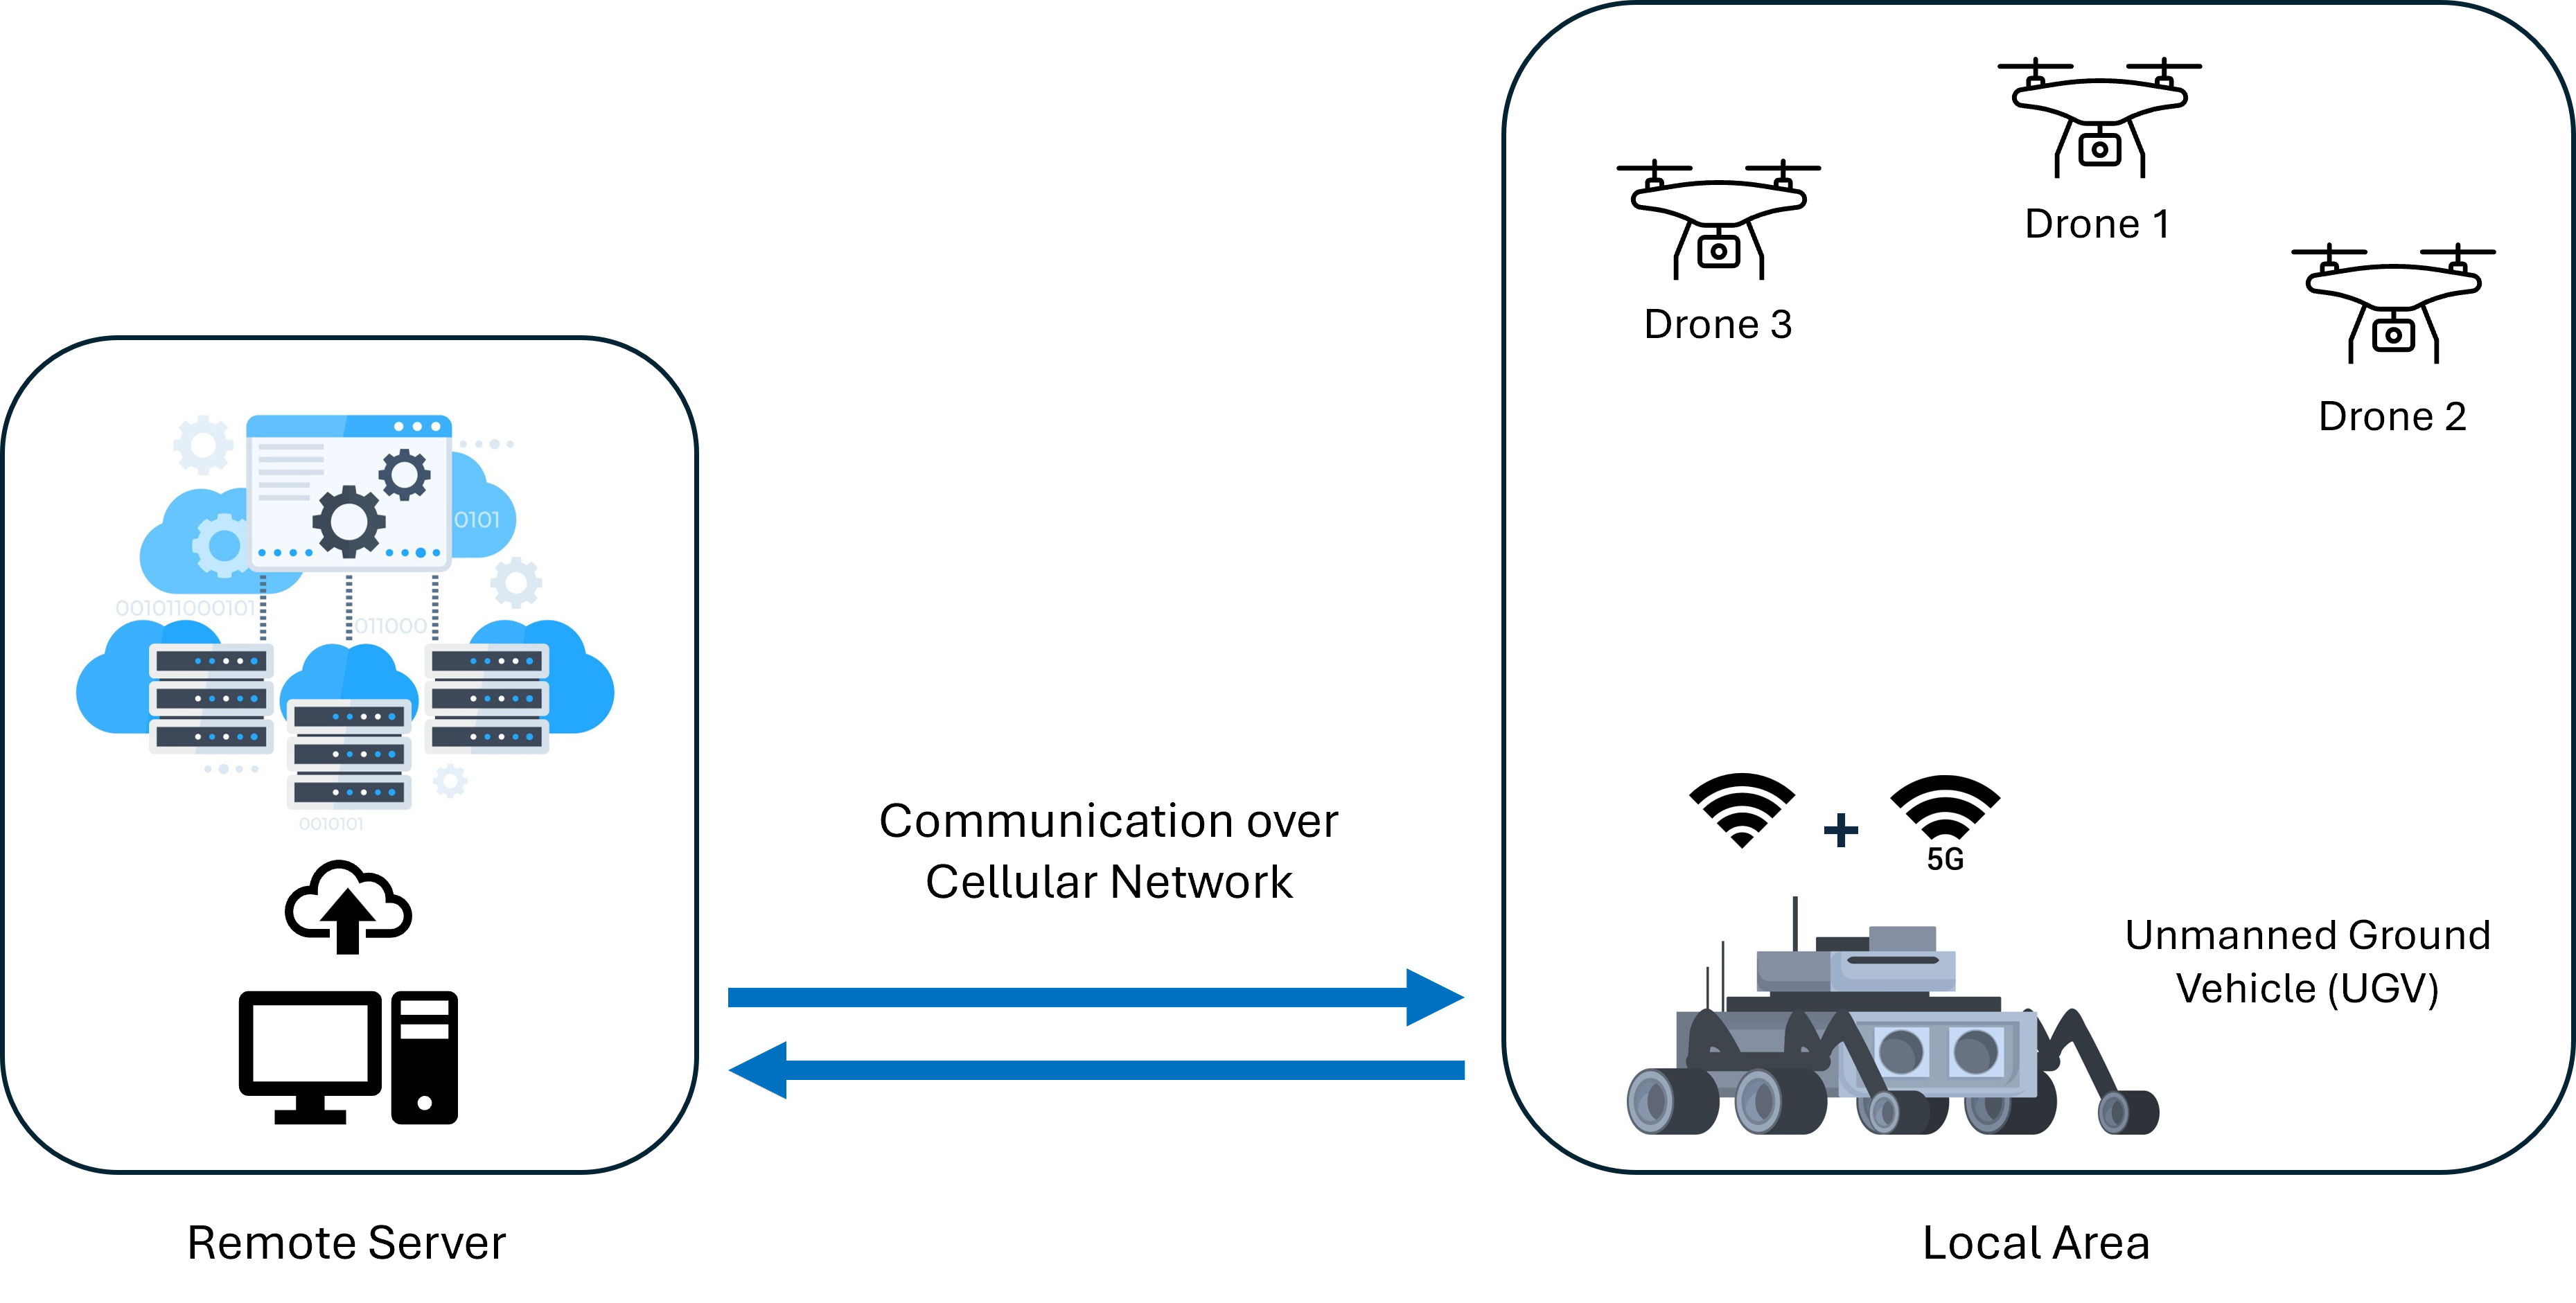 Drone 1
Drone 3
Drone 2
0101
001011000101
011000
0010101
Communication over
Cellular Network
5G
Unmanned Ground
Vehicle (UGV)
Remote Server
Local Area